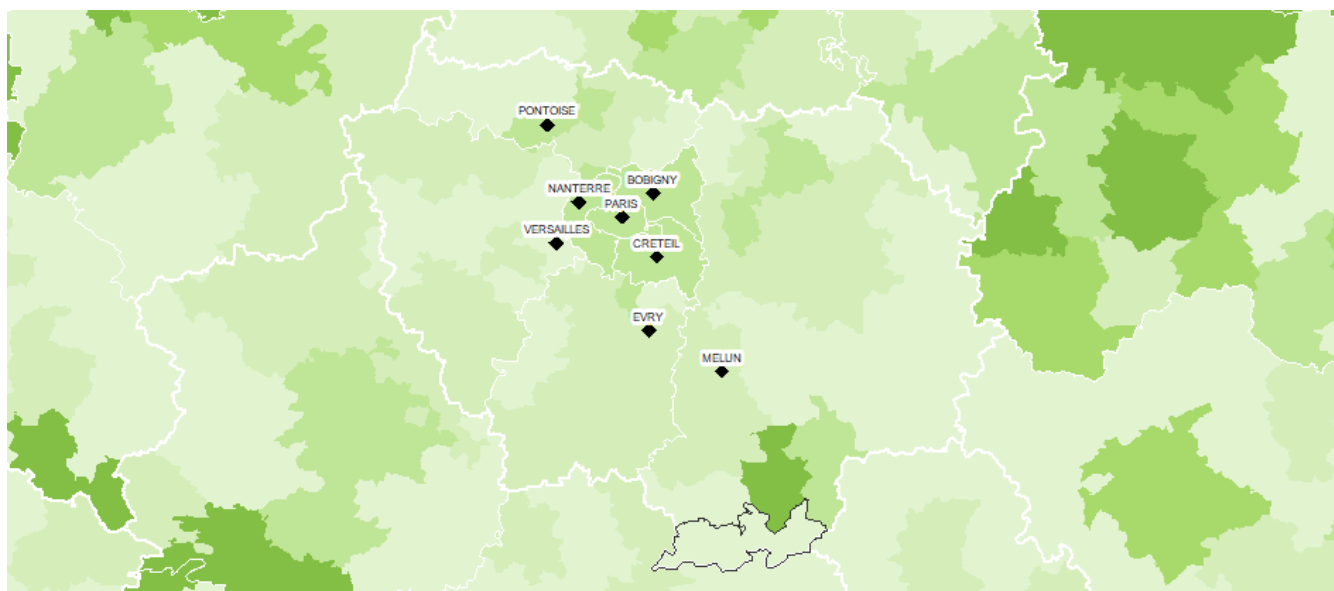 PONTOISE
BOBIGNY
NANTERRE
PARIS
VERSAILLES
CRETEIL
EVRY
MELUN